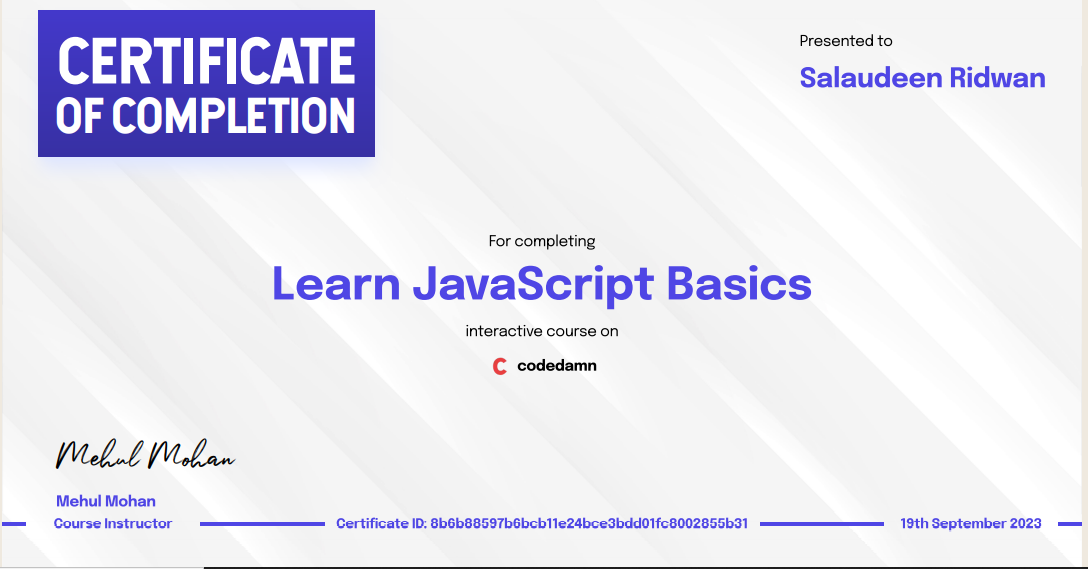 CERTIFICATE
OF COMPLETION
Presented to
Salaudeen Ridwan
For completing
Learn JavaScript Basics
interactive course on
codedamn
Mehul Mohan
Mehul Mohan
Course Instructor
Certificate ID: 8b6b88597b6bcb11e24bce3bdd01fc8002855b31
19th September 2023